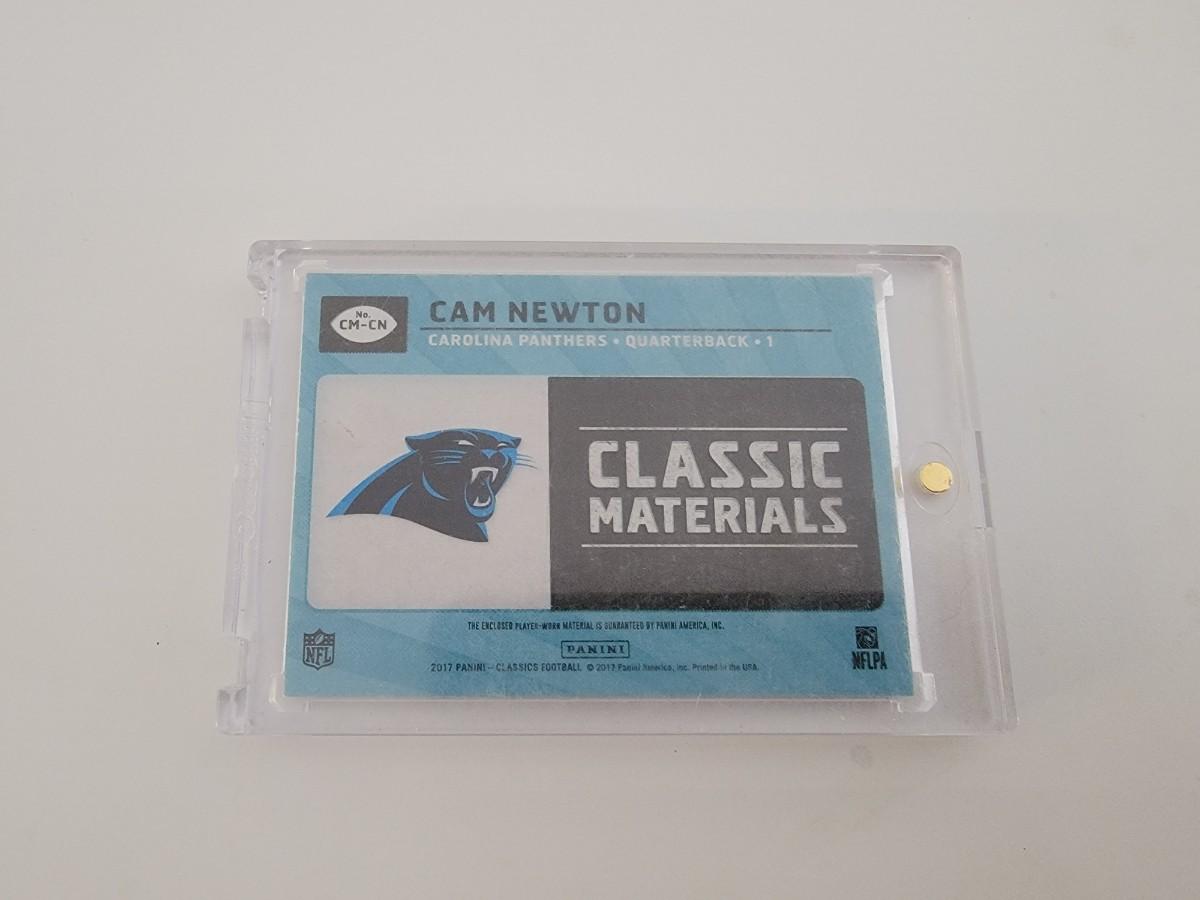 No.
CM-CN
CAM NEWTON
CAROLINA PANTHERS • QUARTERBACK • 1
CLASSIC
MATERIALS
THE ENCLOSED PLAYER-WORN MATERIAL IS GUARANTEED BY PANINI AMERICA, INC.
PANINI
2017 PANINI – CLASSICS FOOTBALL © 2017 Panini America, Inc. Printed in the USA.
NFL
NFLPA